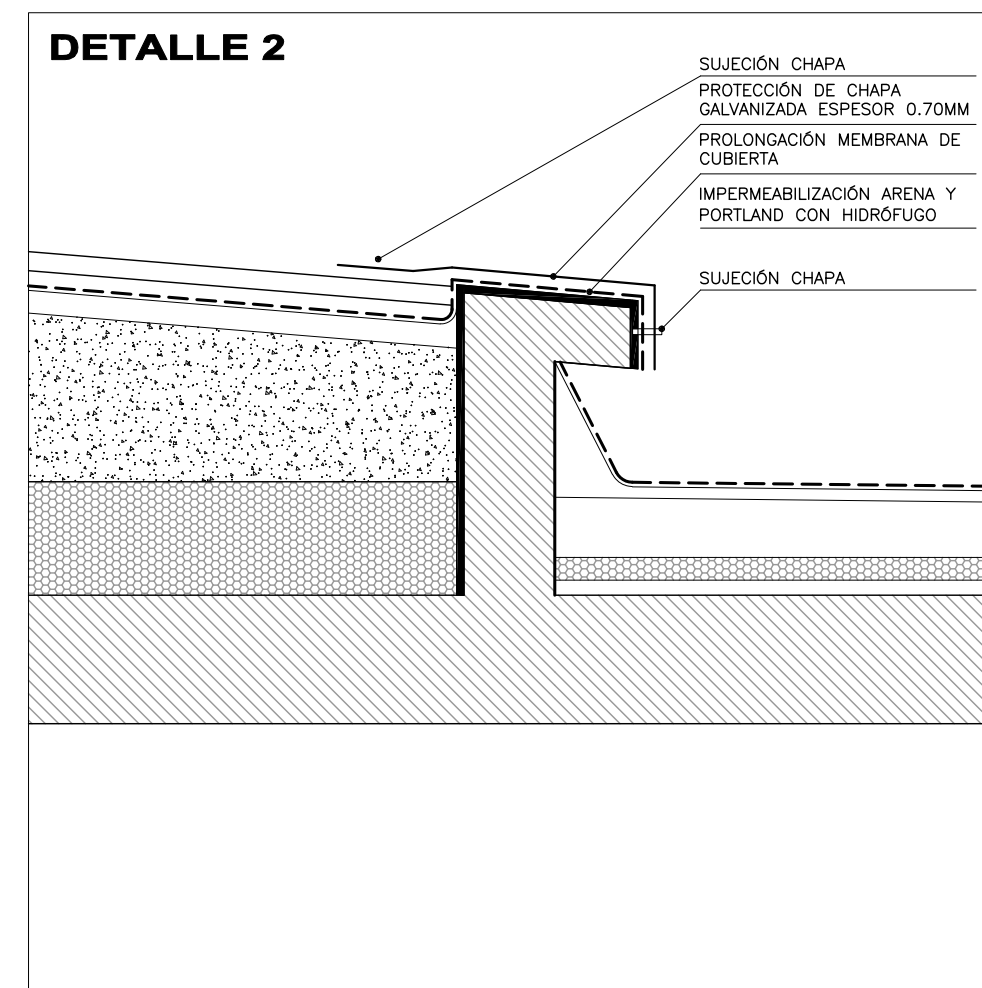 DETALLE 2
SUJECIÓN CHAPA
PROTECCIÓN DE CHAPA
GALVANIZADA ESPESOR 0.70MM
PROLONGACIÓN MEMBRANA DE
CUBIERTA
IMPERMEABILIZACIÓN ARENA Y
PORTLAND CON HIDRÓFUGO
SUJECIÓN CHAPA